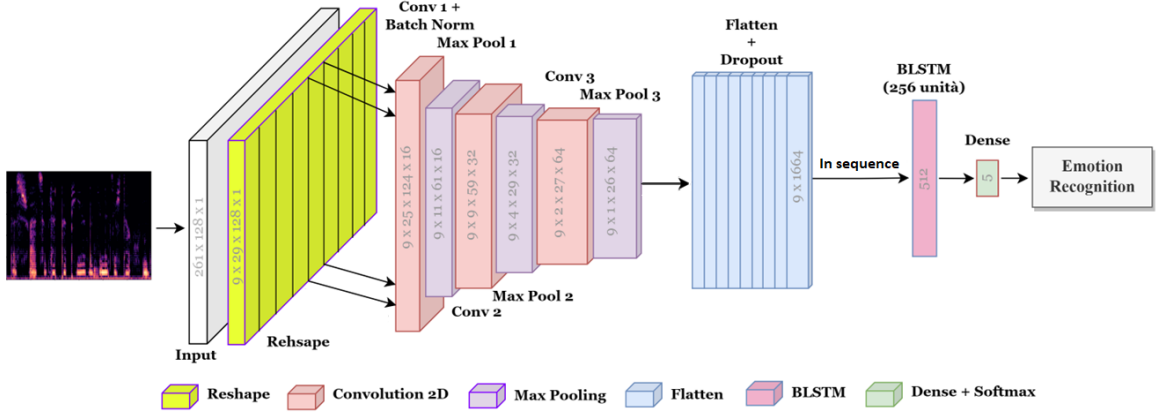 Conv 1 +
Batch Norm
Max Pool 1
Conv 3
Max Pool 3
Flatten
+
Dropout
BLSTM
(256 unità)
In sequence
Dense
Emotion
Recognition
261 x 128 x 1
9 x 29 x 128 x 1
9 x 25 x 124 x 16
9 x 11 x 61 x 16
9 x 9 x 59 x 32
9 x 4 x 29 x 32
9 x 2 x 27 x 64
9 x 1 x 26 x 64
9 x 1664
512
5
Max Pool 2
Conv 2
Rehsape
Input
Reshape
Convolution 2D
Max Pooling
Flatten
BLSTM
Dense + Softmax